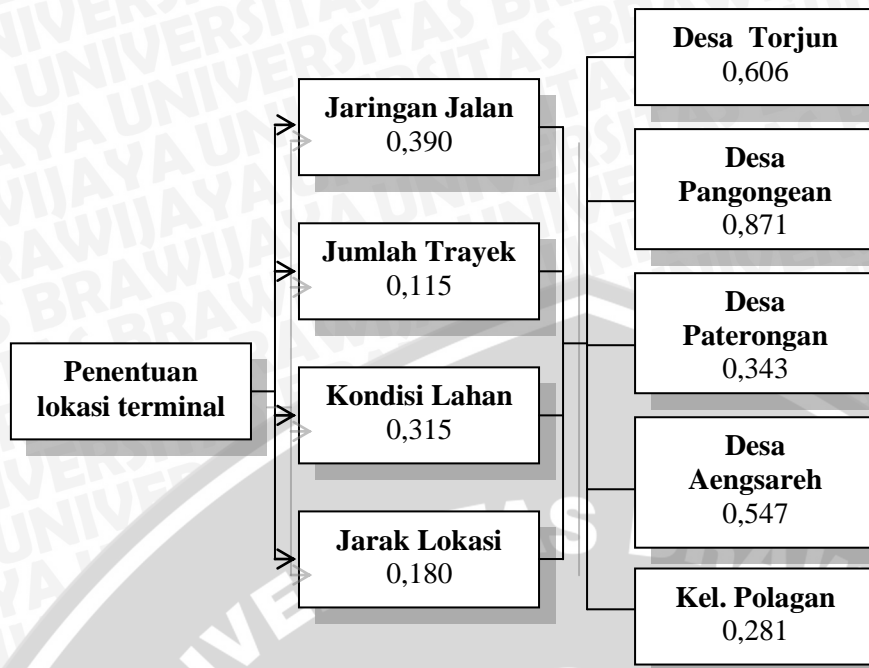 Penentuan
lokasi terminal
Jaringan Jalan
0,390
Jumlah Trayek
0,115
Kondisi Lahan
0,315
Jarak Lokasi
0,180
Desa Torjun
0,606
Desa
Pangongean
0,871
Desa
Paterongan
0,343
Desa
Aengsareh
0,547
Kel. Polagan
0,281